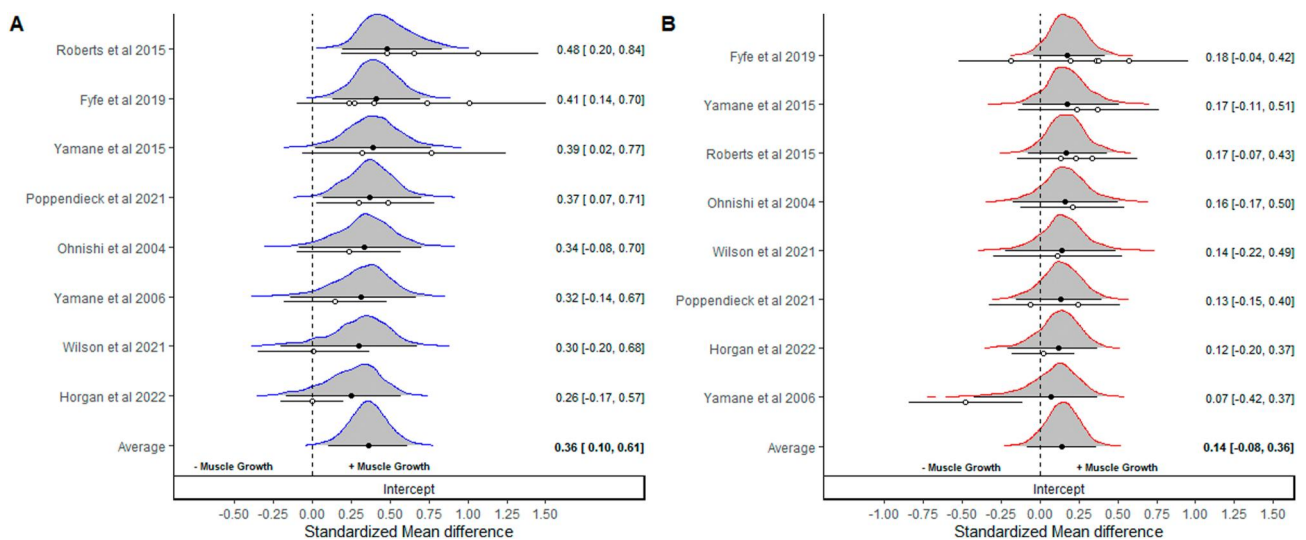 A
Roberts et al 2015 0.48 [0.20, 0.84]
Fyfe et al 2019 0.41 [0.14, 0.70]
Yamane et al 2015 0.39 [0.02, 0.77]
Poppendieck et al 2021 0.37 [0.07, 0.71]
Ohnishi et al 2004 0.34 [-0.08, 0.70]
Yamane et al 2006 0.32 [-0.14, 0.67]
Wilson et al 2021 0.30 [-0.20, 0.68]
Horgan et al 2022 0.26 [-0.17, 0.57]
Average 0.36 [ 0.10, 0.61]
- Muscle Growth + Muscle Growth
Intercept
-0.50 -0.25 0.00 0.25 0.50 0.75 1.00 1.25 1.50
Standardized Mean difference
B
Fyfe et al 2019 0.18 [-0.04, 0.42]
Yamane et al 2015 0.17 [-0.11, 0.51]
Roberts et al 2015 0.17 [-0.07, 0.43]
Ohnishi et al 2004 0.16 [-0.17, 0.50]
Wilson et al 2021 0.14 [-0.22, 0.49]
Poppendieck et al 2021 0.13 [-0.15, 0.40]
Horgan et al 2022 0.12 [-0.20, 0.37]
Yamane et al 2006 0.07 [-0.42, 0.37]
Average 0.14 [-0.08, 0.36]
- Muscle Growth + Muscle Growth
Intercept
-1.00 -0.75 -0.50 -0.25 0.00 0.25 0.50 0.75 1.00 1.25 1.50
Standardized Mean difference